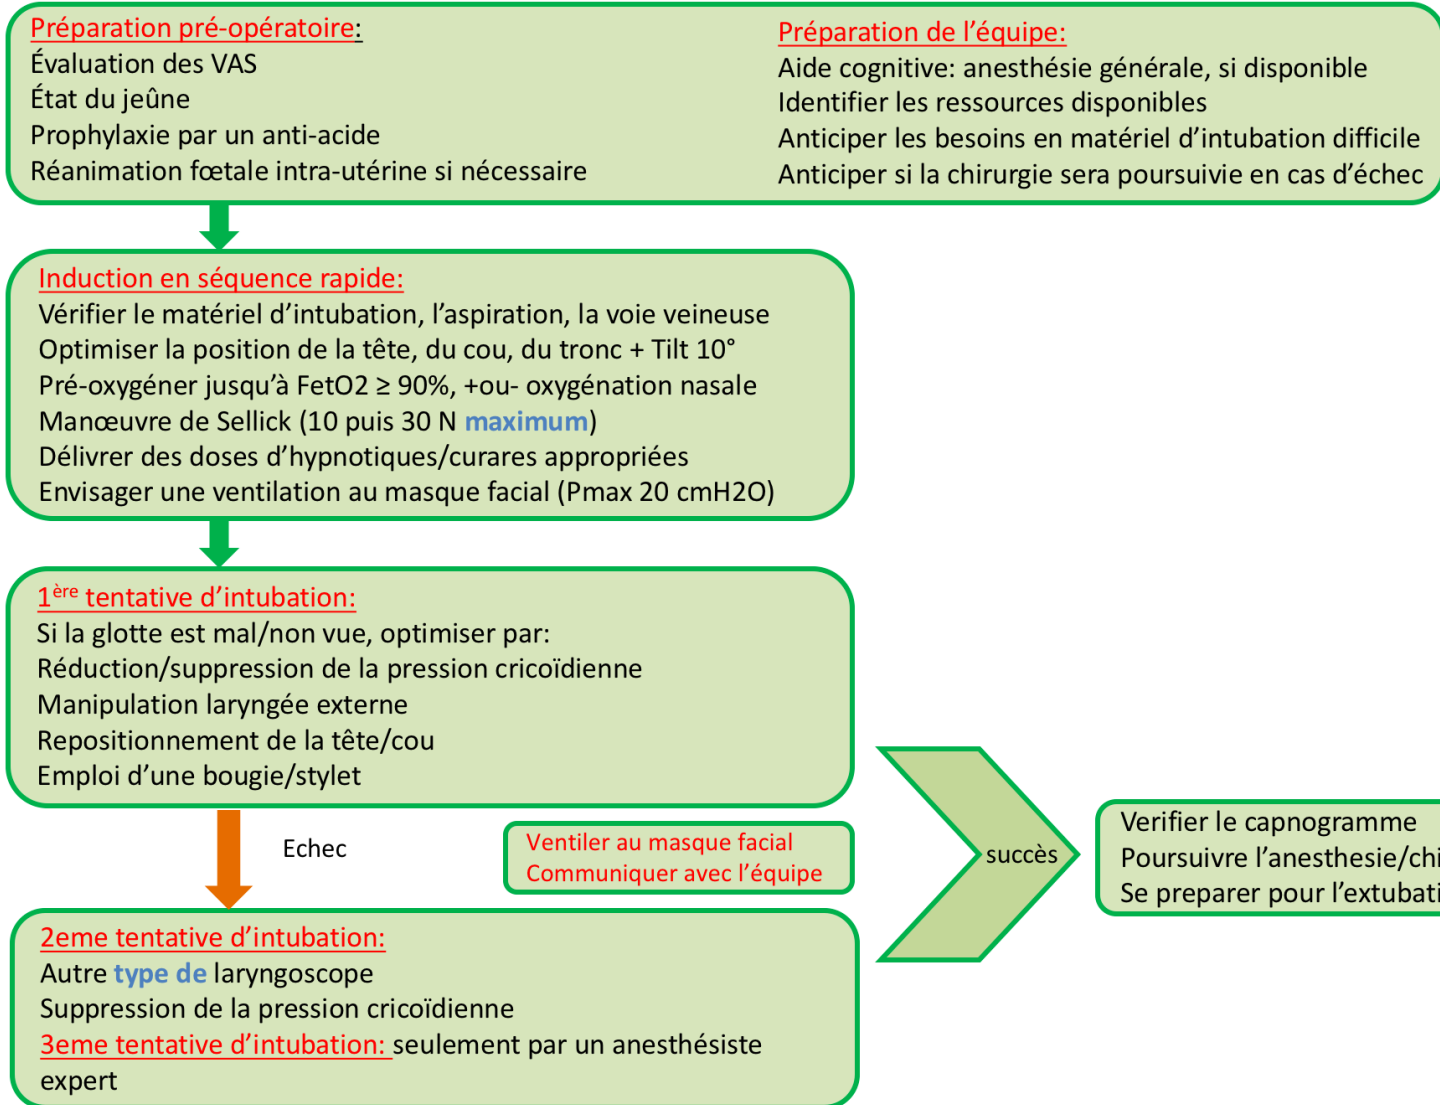 Préparation pré-opératoire:
Évaluation des VAS
État du jeûne
Prophylaxie par un anti-acide
Réanimation fœtale intra-utérine si nécessaire
Préparation de l’équipe:
Aide cognitive: anesthésie générale, si disponible
Identifier les ressources disponibles
Anticiper les besoins en matériel d’intubation difficile
Anticiper si la chirurgie sera poursuivie en cas d’échec
Induction en séquence rapide:
Vérifier le matériel d’intubation, l’aspiration, la voie veineuse
Optimiser la position de la tête, du cou, du tronc + Tilt 10°
Pré-oxygéner jusqu’à FetO2 ≥ 90%, +ou- oxygénation nasale
Manœuvre de Sellick (10 puis 30 N maximum)
Délivrer des doses d’hypnotiques/curares appropriées
Envisager une ventilation au masque facial (Pmax 20 cmH2O)
1ère tentative d’intubation:
Si la glotte est mal/non vue, optimiser par:
Réduction/suppression de la pression cricoïdienne
Manipulation laryngée externe
Repositionnement de la tête/cou
Emploi d’une bougie/stylet
Echec
Ventiler au masque facial
Communiquer avec l’équipe
succès
Verifier le capnogramme
Poursuivre l’anesthesie/chi
Se preparer pour l’extubati
2eme tentative d’intubation:
Autre type de laryngoscope
Suppression de la pression cricoïdienne
3eme tentative d’intubation: seulement par un anesthésiste
expert